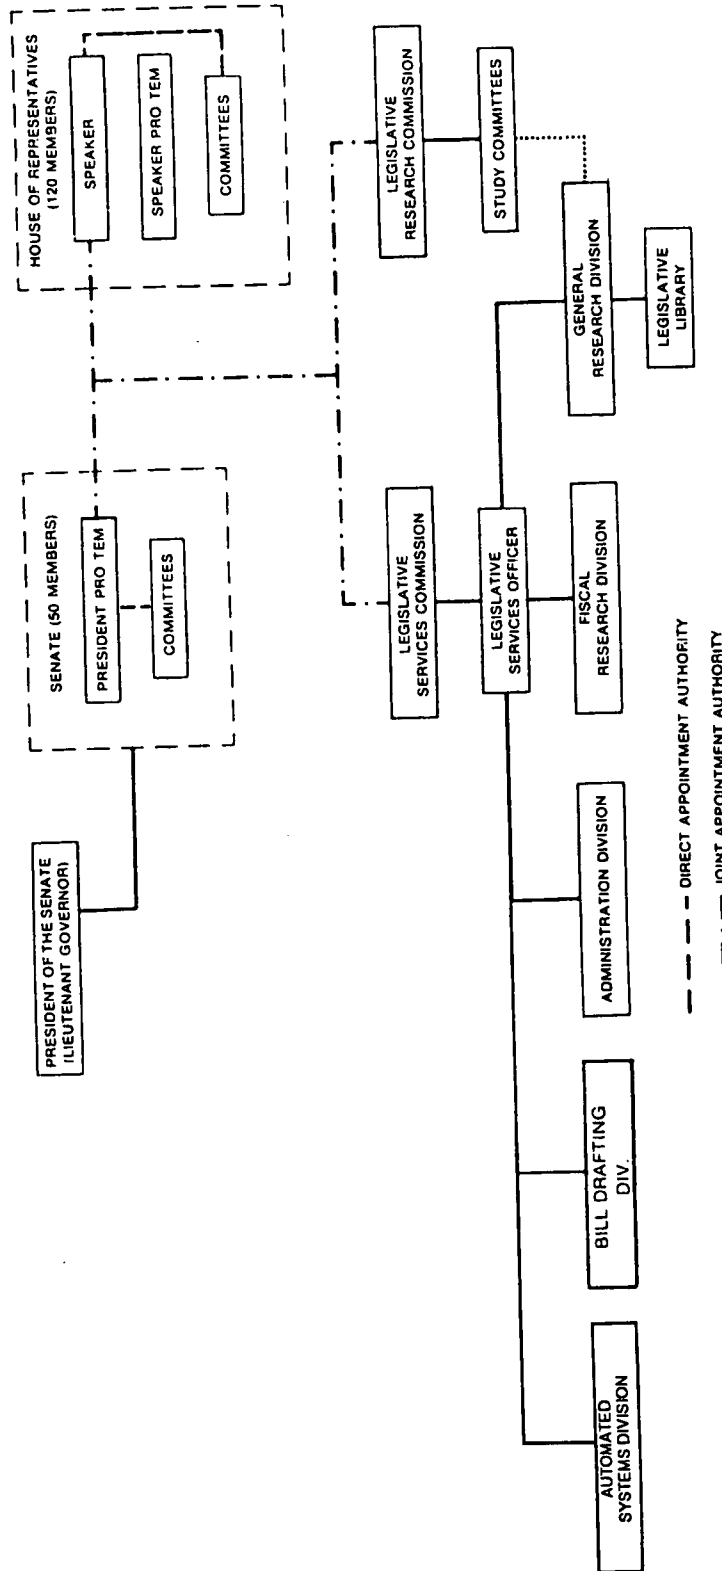 PRESIDENT OF THE SENATE
(LIEUTENANT GOVERNOR)
SENATE (50 MEMBERS)
PRESIDENT PRO TEM
COMMITTEES
HOUSE OF REPRESENTATIVES
(120 MEMBERS)
SPEAKER
SPEAKER PRO TEM
COMMITTEES
LEGISLATIVE
SERVICES COMMISSION
LEGISLATIVE
RESEARCH COMMISSION
STUDY COMMITTEES
LEGISLATIVE
SERVICES OFFICER
AUTOMATED
SYSTEMS DIVISION
BILL DRAFTING
DIV.
ADMINISTRATION DIVISION
FISCAL
RESEARCH DIVISION
GENERAL
RESEARCH DIVISION
LEGISLATIVE
LIBRARY
DIRECT APPOINTMENT AUTHORITY
JOINT APPOINTMENT AUTHORITY